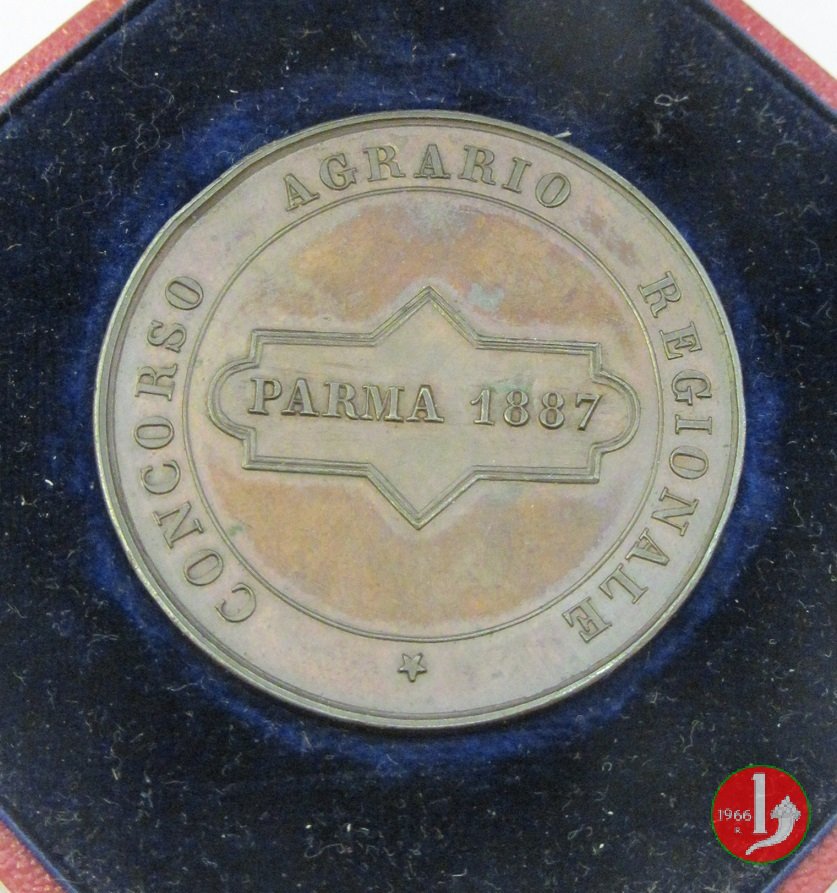 CONCORSO AGRARIO REGIONALE
PARMA 1887
1966
R